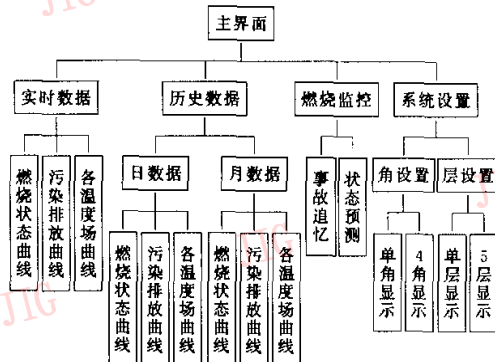 主界面
实时数据
历史数据
燃烧监控
系统设置
燃烧状态曲线
污染排放曲线
各温度场曲线
日数据
月数据
事故追忆
状态预测
角设置
层设置
燃烧状态曲线
污染排放曲线
各温度场曲线
燃烧状态曲线
污染排放曲线
各温度场曲线
单角显示
4角显示
单层显示
5层显示
JIG
JIG
JIG
J